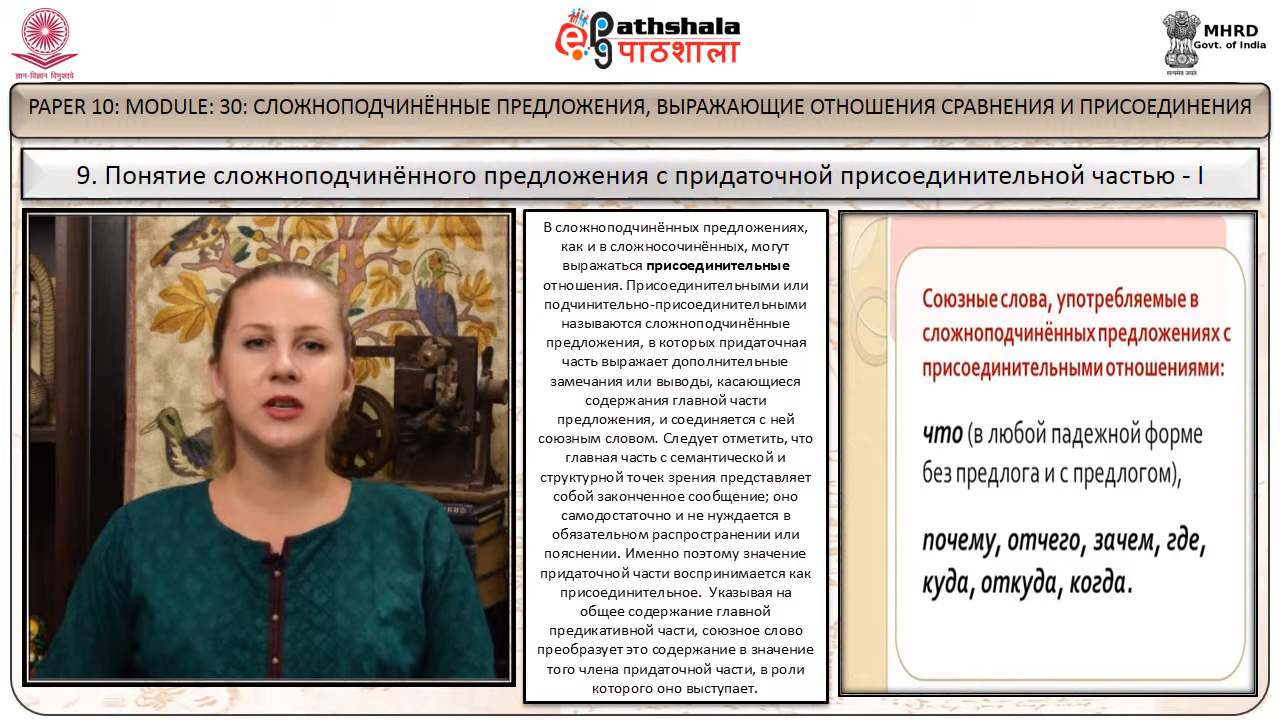 ज्ञान-विज्ञान विमुक्तये
e pg Pathshala
पाठशाला
सत्यमेव जयते
MHRD
Govt. of India
PAPER 10: MODULE: 30: СЛОЖНОПОДЧИНЁННЫЕ ПРЕДЛОЖЕНИЯ, ВЫРАЖАЮЩИЕ ОТНОШЕНИЯ СРАВНЕНИЯ И ПРИСОЕДИНЕНИЯ
9. Понятие сложноподчинённого предложения с придаточной присоединительной частью - I
В сложноподчинённых предложениях,
как и в сложносочинённых, могут
выражаться присоединительные
отношения. Присоединительными или
подчинительно-присоединительными
называются сложноподчинённые
предложения, в которых придаточная
часть выражает дополнительные
замечания или выводы, касающиеся
содержания главной части
предложения, и соединяется с ней
союзным словом. Следует отметить, что
главная часть с семантической и
структурной точек зрения представляет
собой законченное сообщение; оно
самодостаточно и не нуждается в
обязательном распространении или
пояснении. Именно поэтому значение
придаточной части воспринимается как
присоединительное. Указывая на
общее содержание главной
предикативной части, союзное слово
преобразует это содержание в значение
того члена придаточной части, в роли
которого оно выступает.
Союзные слова, употребляемые в
сложноподчинённых предложениях с
присоединительными отношениями:
что (в любой падежной форме
без предлога и с предлогом),
почему, отчего, зачем, где,
куда, откуда, когда.